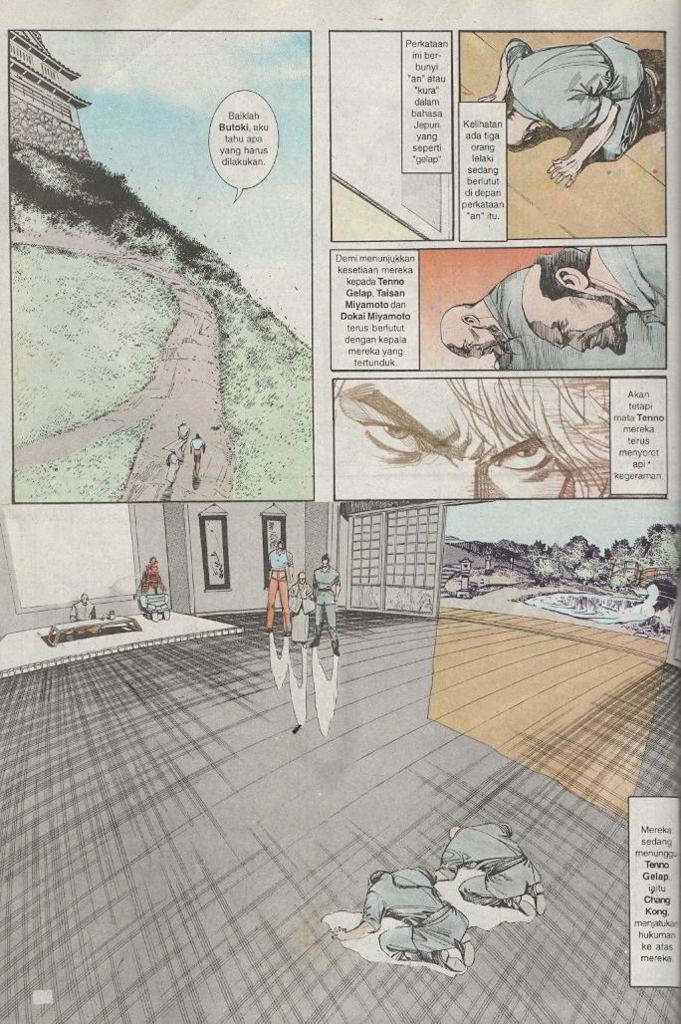 Baiklah
Butoki, aku
tahu apa
yang harus
dilakukan.
Perkataan
ini ber-
bunyi
"an" atau
"kura"
dalam
bahasa
Jepun
yang
seperti
"gelap"
Kelihatan
ada tiga
orang
lelaki
sedang
berlutut
di depan
perkataan
"an" itu.
Demi menunjukkan
kesetiaan mereka
kepada Tenno
Gelap, Taisan
Miyamoto dan
Dokai Miyamoto
terus berlutut
dengan kepala
mereka yang
tertunduk.
Akan
tetapi
mata Tenno
mereka
terus
menyorot
api
kegeraman.
Mereka
sedang
menunggu
Tenno
Gelap,
iaitu
Chang
Kong,
menjatuhkan
hukuman
ke atas
mereka.